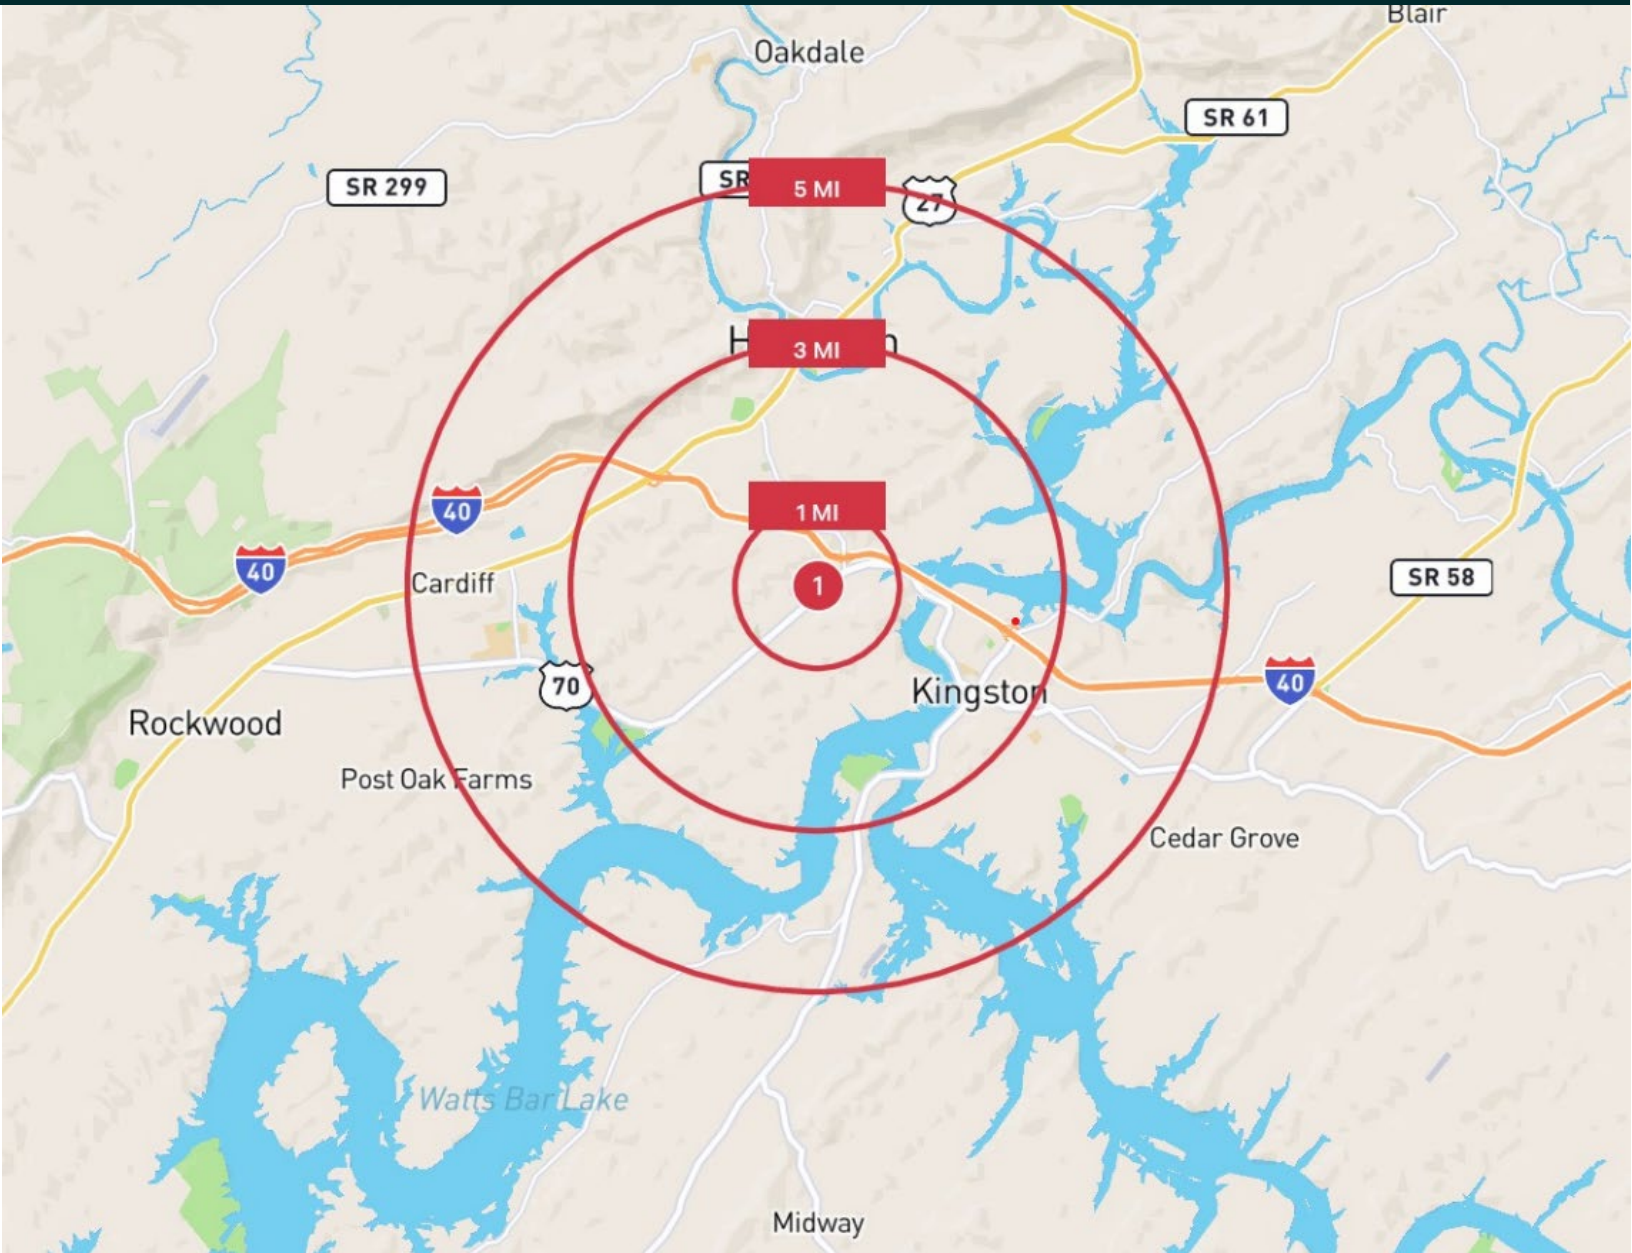 Blair
Oakdale
SR 61
SR 299
SR
5 MI
27
3 MI
1 MI
40
40
1
Cardiff
SR 58
70
Kingston
40
Rockwood
Post Oak Farms
Cedar Grove
Watts Bar Lake
Midway